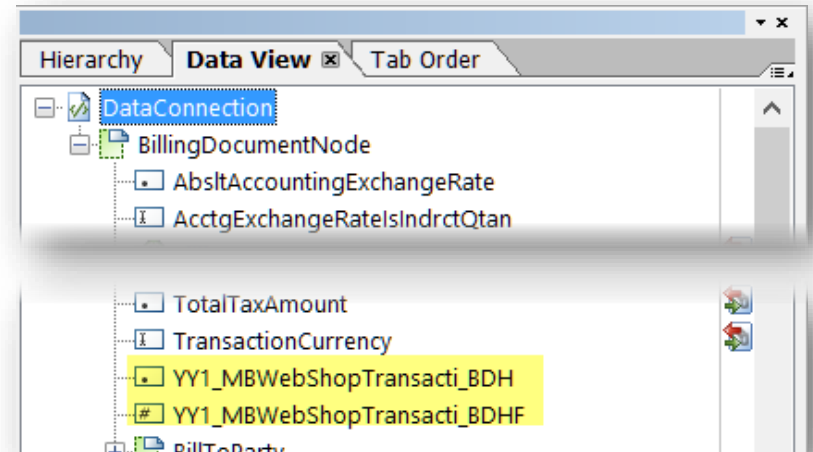 Hierarchy Data View Tab Order
DataConnection
BillingDocumentNode
AbsltAccountingExchangeRate
AcctgExchangeRateIsIndrctQtan
TotalTaxAmount
TransactionCurrency
YY1_MBWebShopTransacti_BDH
YY1_MBWebShopTransacti_BDHF
BillToParty